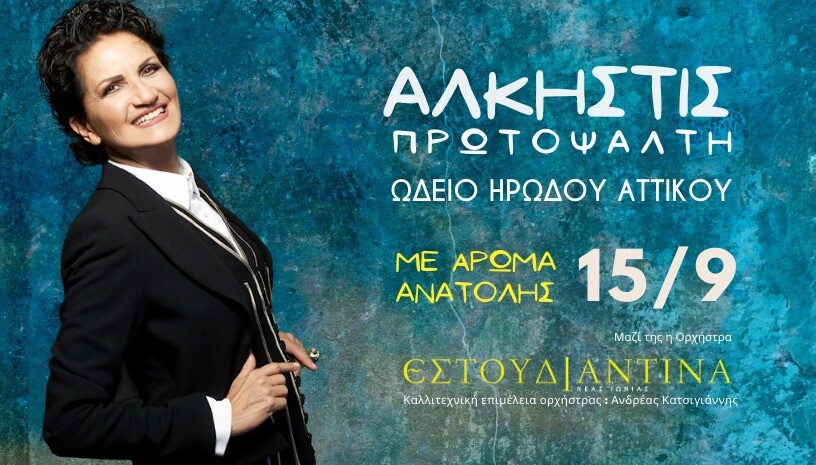 ΑΛΚΗΣΤΙΣ
ΠΡΩΤΟΨΑΛΤΗ
ΩΔΕΙΟ ΗΡΩΔΟΥ ΑΤΤΙΚΟΥ
ΜΕ ΑΡΩΜΑ
ΑΝΑΤΟΛΗΣ
15/9
Μαζί της η Ορχήστρα
ΕΣΤΟΥΔΙΑΝΤΙΝΑ
ΝΕΑΣ ΙΩΝΙΑΣ
Καλλιτεχνική επιμέλεια ορχήστρας : Ανδρέας Κατσιγιάννης